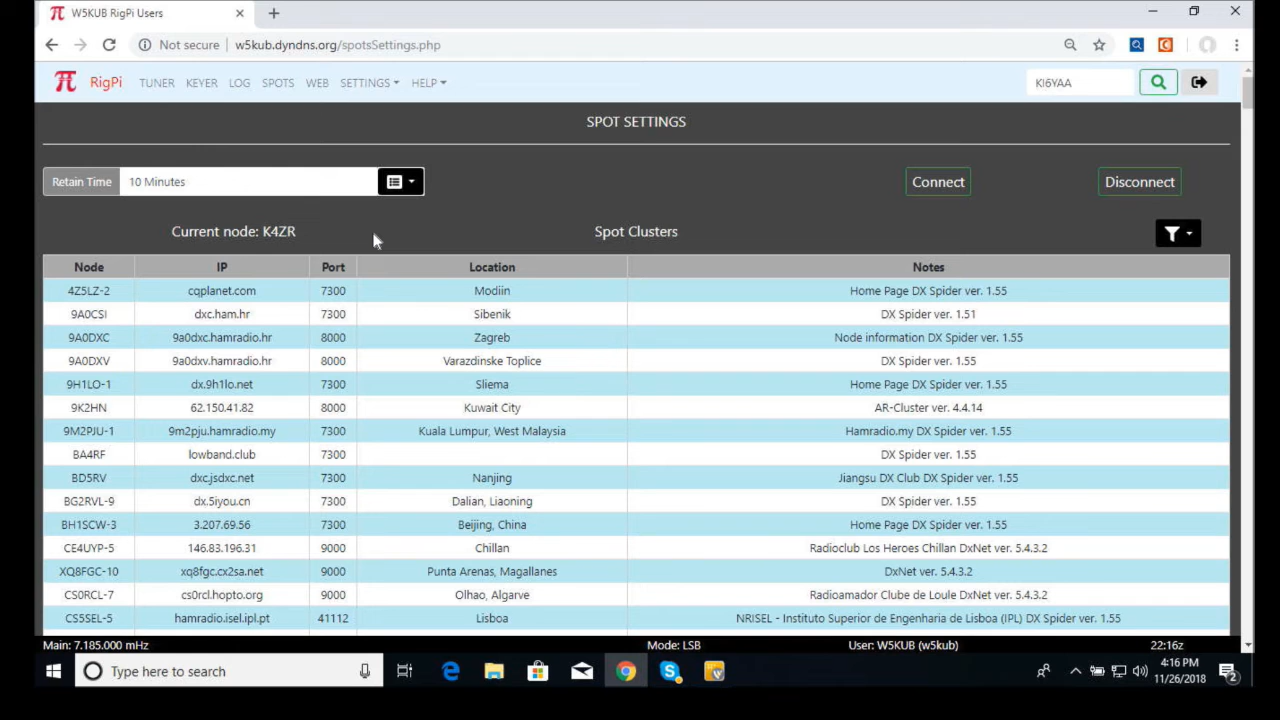 W5KUB RigPi Users
Not secure w5kub.dyndns.org/spotsSettings.php
π RigPi TUNER KEYER LOG SPOTS WEB SETTINGS HELP KI6YAA
SPOT SETTINGS
Retain Time 10 Minutes Connect Disconnect
Current node: K4ZR Spot Clusters
Node IP Port Location Notes
4Z5LZ-2 cqplanet.com 7300 Modiin Home Page DX Spider ver. 1.55
9A0CSI dxc.ham.hr 7300 Sibenik DX Spider ver. 1.51
9A0DXC 9a0dxc.hamradio.hr 8000 Zagreb Node information DX Spider ver. 1.55
9A0DXV 9a0dxv.hamradio.hr 8000 Varazdinske Toplice DX Spider ver. 1.55
9H1LO-1 dx.9h1lo.net 7300 Sliema Home Page DX Spider ver. 1.55
9K2HN 62.150.41.82 8000 Kuwait City AR-Cluster ver. 4.4.14
9M2PJU-1 9m2pju.hamradio.my 7300 Kuala Lumpur, West Malaysia Hamradio.my DX Spider ver. 1.55
BA4RF lowband.club 7300 DX Spider ver. 1.55
BD5RV dxc.jsdxc.net 7300 Nanjing Jiangsu DX Club DX Spider ver. 1.55
BG2RVL-9 dx.5iyou.cn 7300 Dalian, Liaoning DX Spider ver. 1.55
BH1SCW-3 3.207.69.56 7300 Beijing, China Home Page DX Spider ver. 1.55
CE4UYP-5 146.83.196.31 9000 Chillan Radioclub Los Heroes Chillan DxNet ver. 5.4.3.2
XQ8FGC-10 xq8fgc.cx2sa.net 9000 Punta Arenas, Magallanes DxNet ver. 5.4.3.2
CS0RCL-7 cs0rcl.hopto.org 9000 Olhao, Algarve Radioamador Clube de Loule DxNet ver. 5.4.3.2
CS5SEL-5 hamradio.isel.ipl.pt 41112 Lisboa NRISEL - Instituto Superior de Engenharia de Lisboa (IPL) DX Spider ver. 1.55
Main: 7.185.000 mHz Mode: LSB User: W5KUB (w5kub) 22:16z
Type here to search 4:16 PM
11/26/2018 2